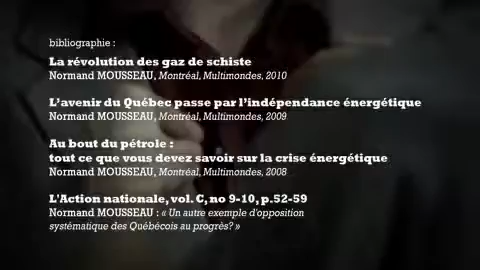 bibliographie :
La révolution des gaz de schiste
Normand MOUSSEAU, Montréal, Multimondes, 2010
L'avenir du Québec passe par l'indépendance énergétique
Normand MOUSSEAU, Montréal, Multimondes, 2009
Au bout du pétrole :
tout ce que vous devez savoir sur la crise énergétique
Normand MOUSSEAU, Montréal, Multimondes, 2008
L'Action nationale, vol. C, no 9-10, p.52-59
Normand MOUSSEAU : « Un autre exemple d'opposition
systématique des Québécois au progrès? »